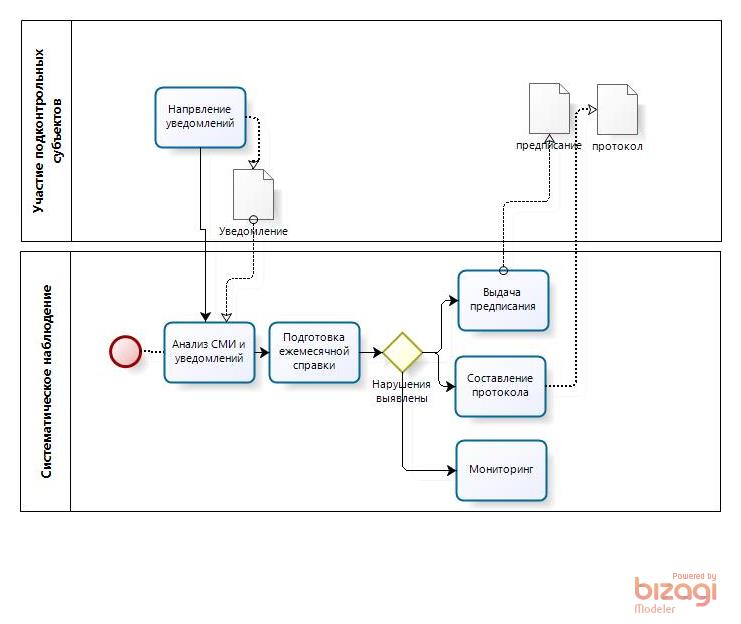 Участие подконтрольных
субъектов
Напрвление
уведомлений
Уведомление
предписание
протокол
Систематическое наблюдение
Анализ СМИ и
уведомлений
Подготовка
ежемесячной
справки
Нарушения
выявлены
Выдача
предписания
Составление
протокола
Мониторинг
Powered by
bizagi
Modeler